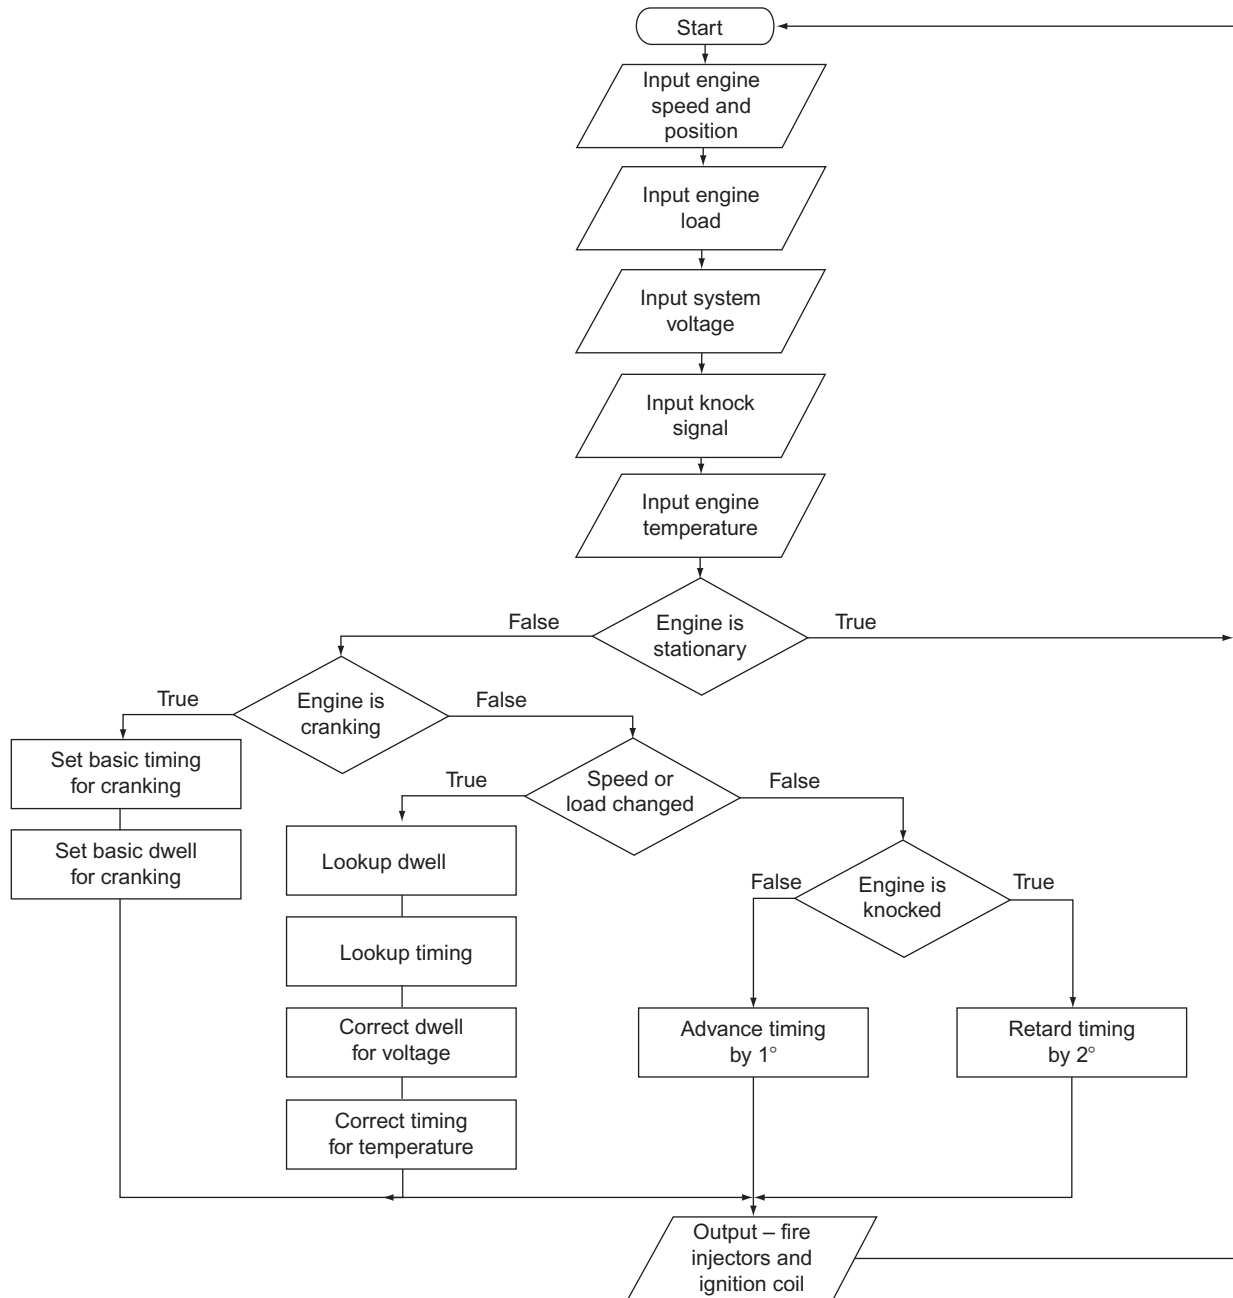 Start
Input engine
speed and
position
Input engine
load
Input system
voltage
Input knock
signal
Input engine
temperature
False
Engine is
stationary
True
True
Engine is
cranking
False
Set basic timing
for cranking
True
Speed or
load changed
False
Set basic dwell
for cranking
Lookup dwell
False
Engine is
knocked
True
Lookup timing
Correct dwell
for voltage
Advance timing
by 1°
Retard timing
by 2°
Correct timing
for temperature
Output – fire
injectors and
ignition coil